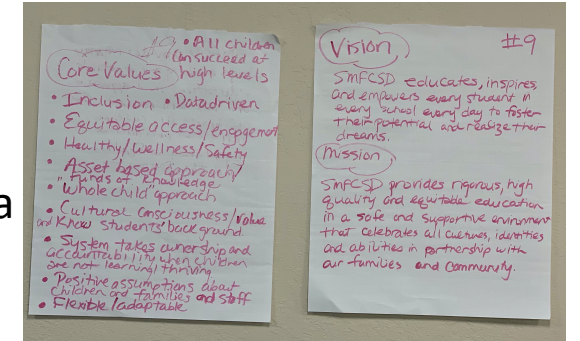 a
#9
• All children
can succeed at
high levels
Core Values
• Inclusion • Datadriven
• Equitable access/engagement
• Healthy/wellness/Safety
• Asset based approach/
"Funds of knowledge"
• "Whole child" approach
• Cultural consciousness/value
and know students' background.
• System takes ownership and
accountability when children
are not learning/thriving
• Positive assumptions about
children and families and staff
• Flexible/adaptable
Vision
#9
SMFCSD educates, inspires,
and empowers every student in
every school every day to foster
their potential and realize their
dreams.
Mission
SMFCSD provides rigorous, high
quality and equitable education
in a safe and supportive environment
that celebrates all cultures, identities
and abilities in partnership with
our families and community.